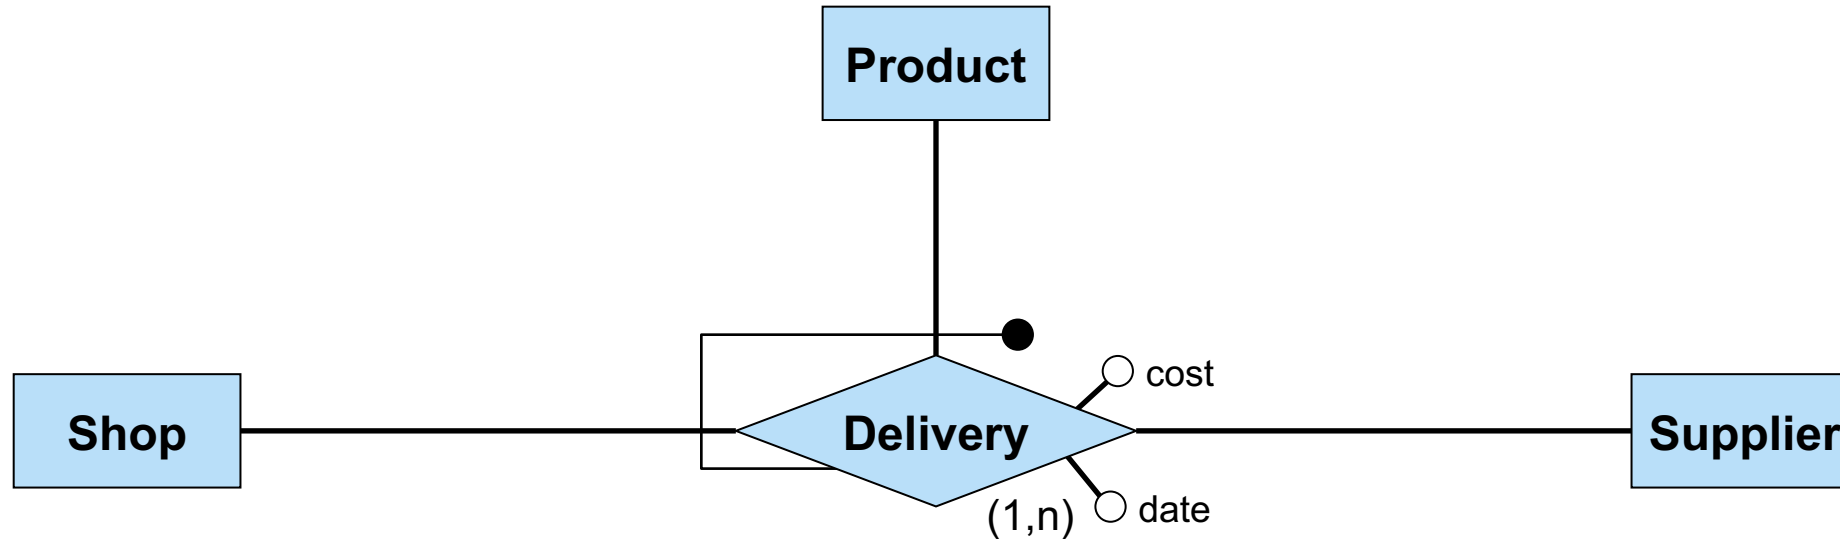 Product
cost
Shop
Delivery
Supplier
(1,n)
date